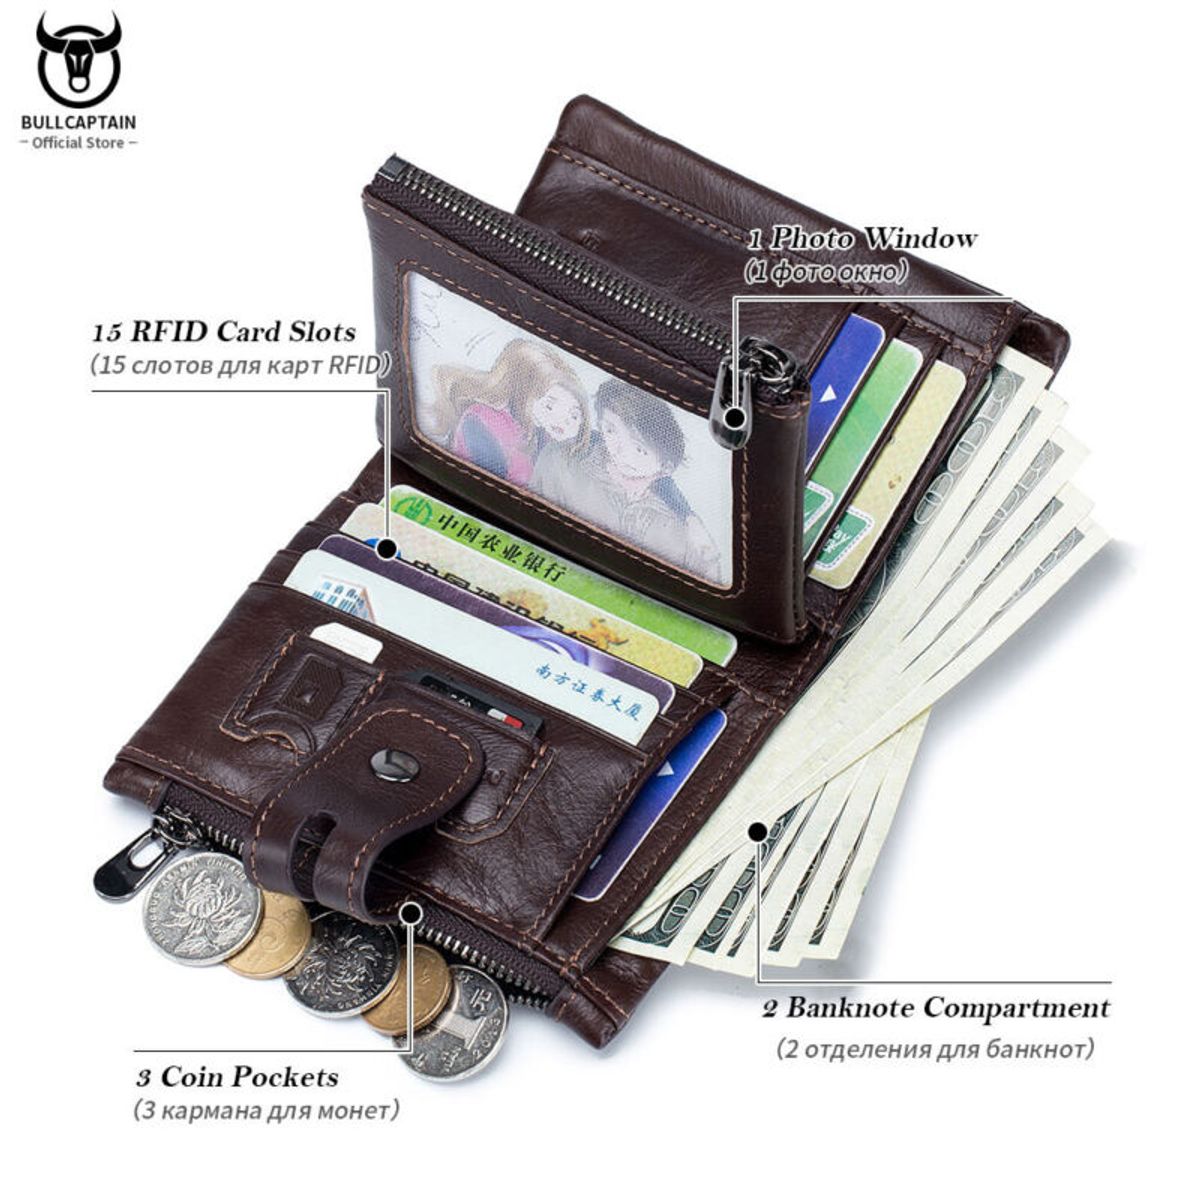 BULLCAPTAIN
Official Store
1 Photo Window
(1 фото окно)
15 RFID Card Slots
(15 слотов для карт RFID)
中国农业银行
南方证券大厦
2 Banknote Compartment
(2 отделения для банкнот)
3 Coin Pockets
(3 кармана для монет)